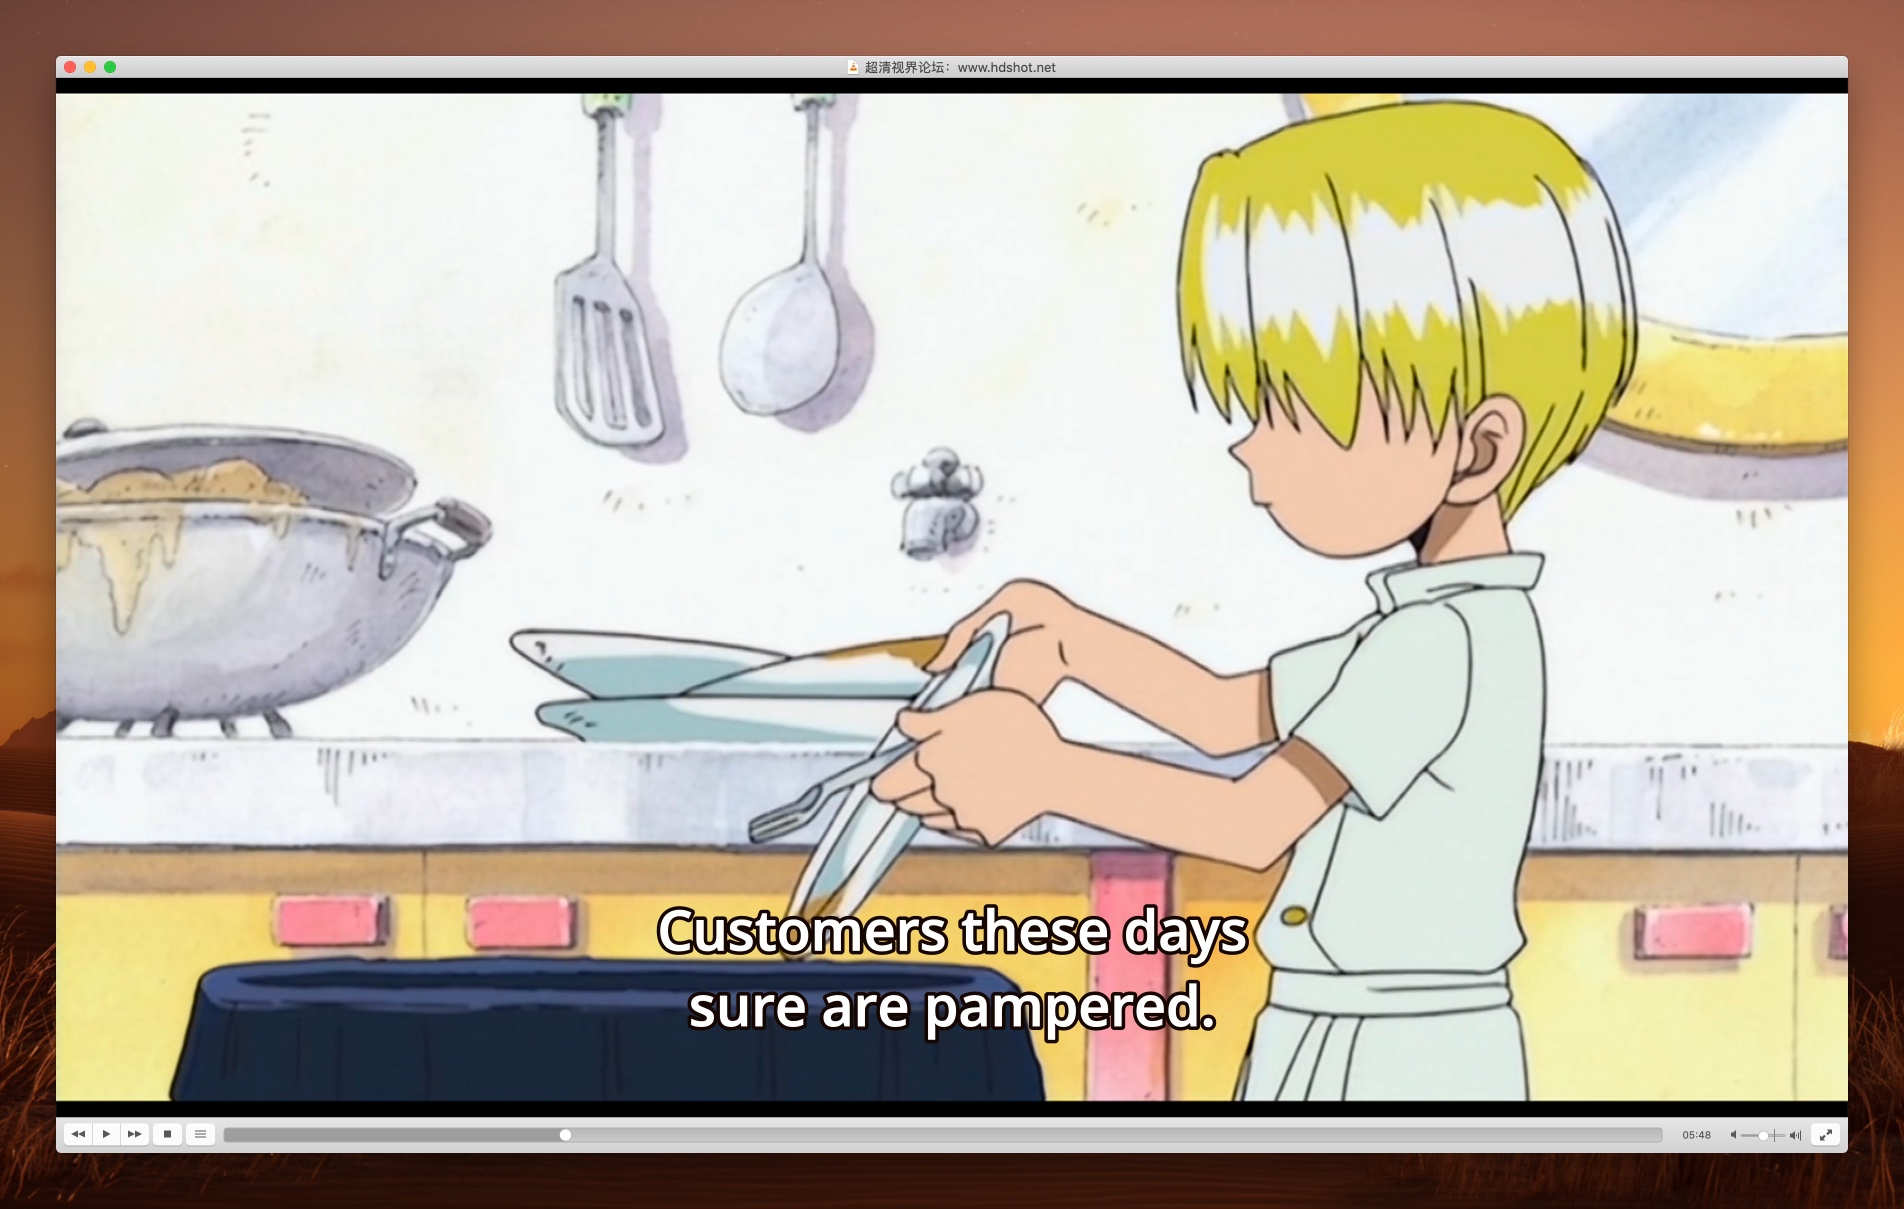 超清视界论坛：www.hdshot.net
Customers these days
sure are pampered.
05:48